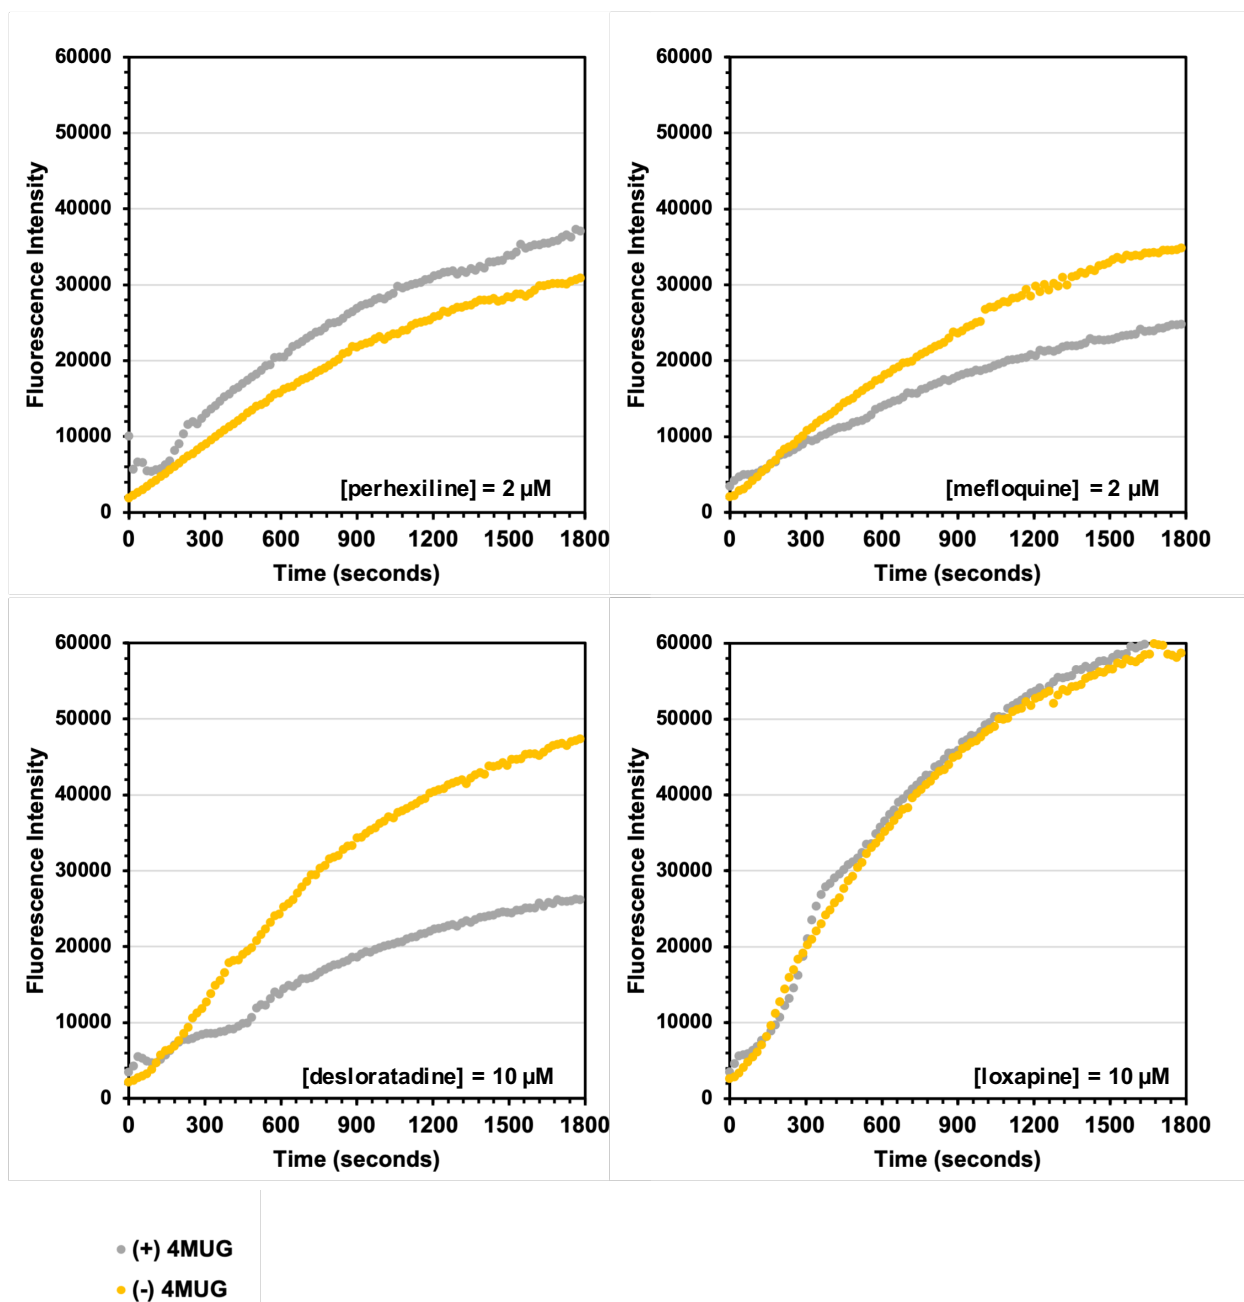 60000
50000
40000
30000
20000
10000
0
Fluorescence Intensity
[perhexiline] = 2 µM
0 300 600 900 1200 1500 1800
Time (seconds)
60000
50000
40000
30000
20000
10000
0
Fluorescence Intensity
[mefloquine] = 2 µM
0 300 600 900 1200 1500 1800
Time (seconds)
60000
50000
40000
30000
20000
10000
0
Fluorescence Intensity
[desloratadine] = 10 µM
0 300 600 900 1200 1500 1800
Time (seconds)
60000
50000
40000
30000
20000
10000
0
Fluorescence Intensity
[loxapine] = 10 µM
0 300 600 900 1200 1500 1800
Time (seconds)
(+) 4MUG
(-) 4MUG